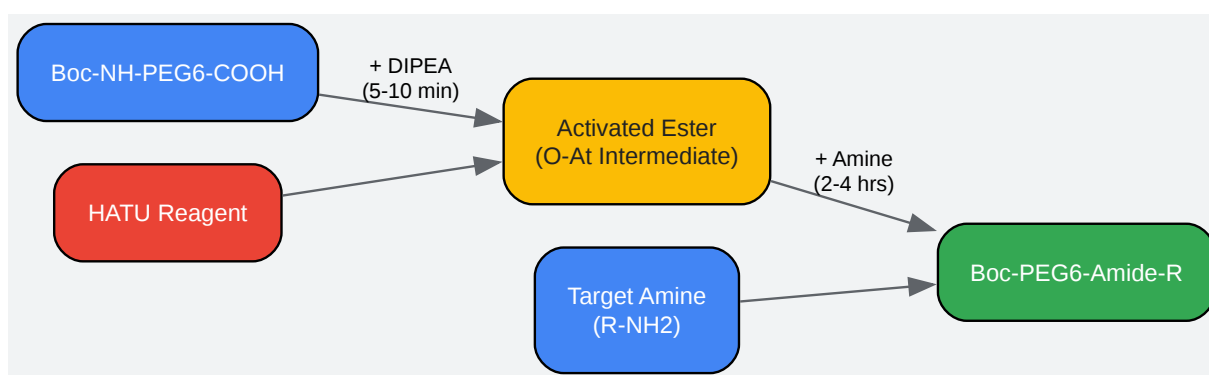 Boc-NH-PEG6-COOH
+ DIPEA
(5-10 min)
HATU Reagent
Activated Ester
(O-At Intermediate)
+ Amine
(2-4 hrs)
Target Amine
(R-NH2)
Boc-PEG6-Amide-R